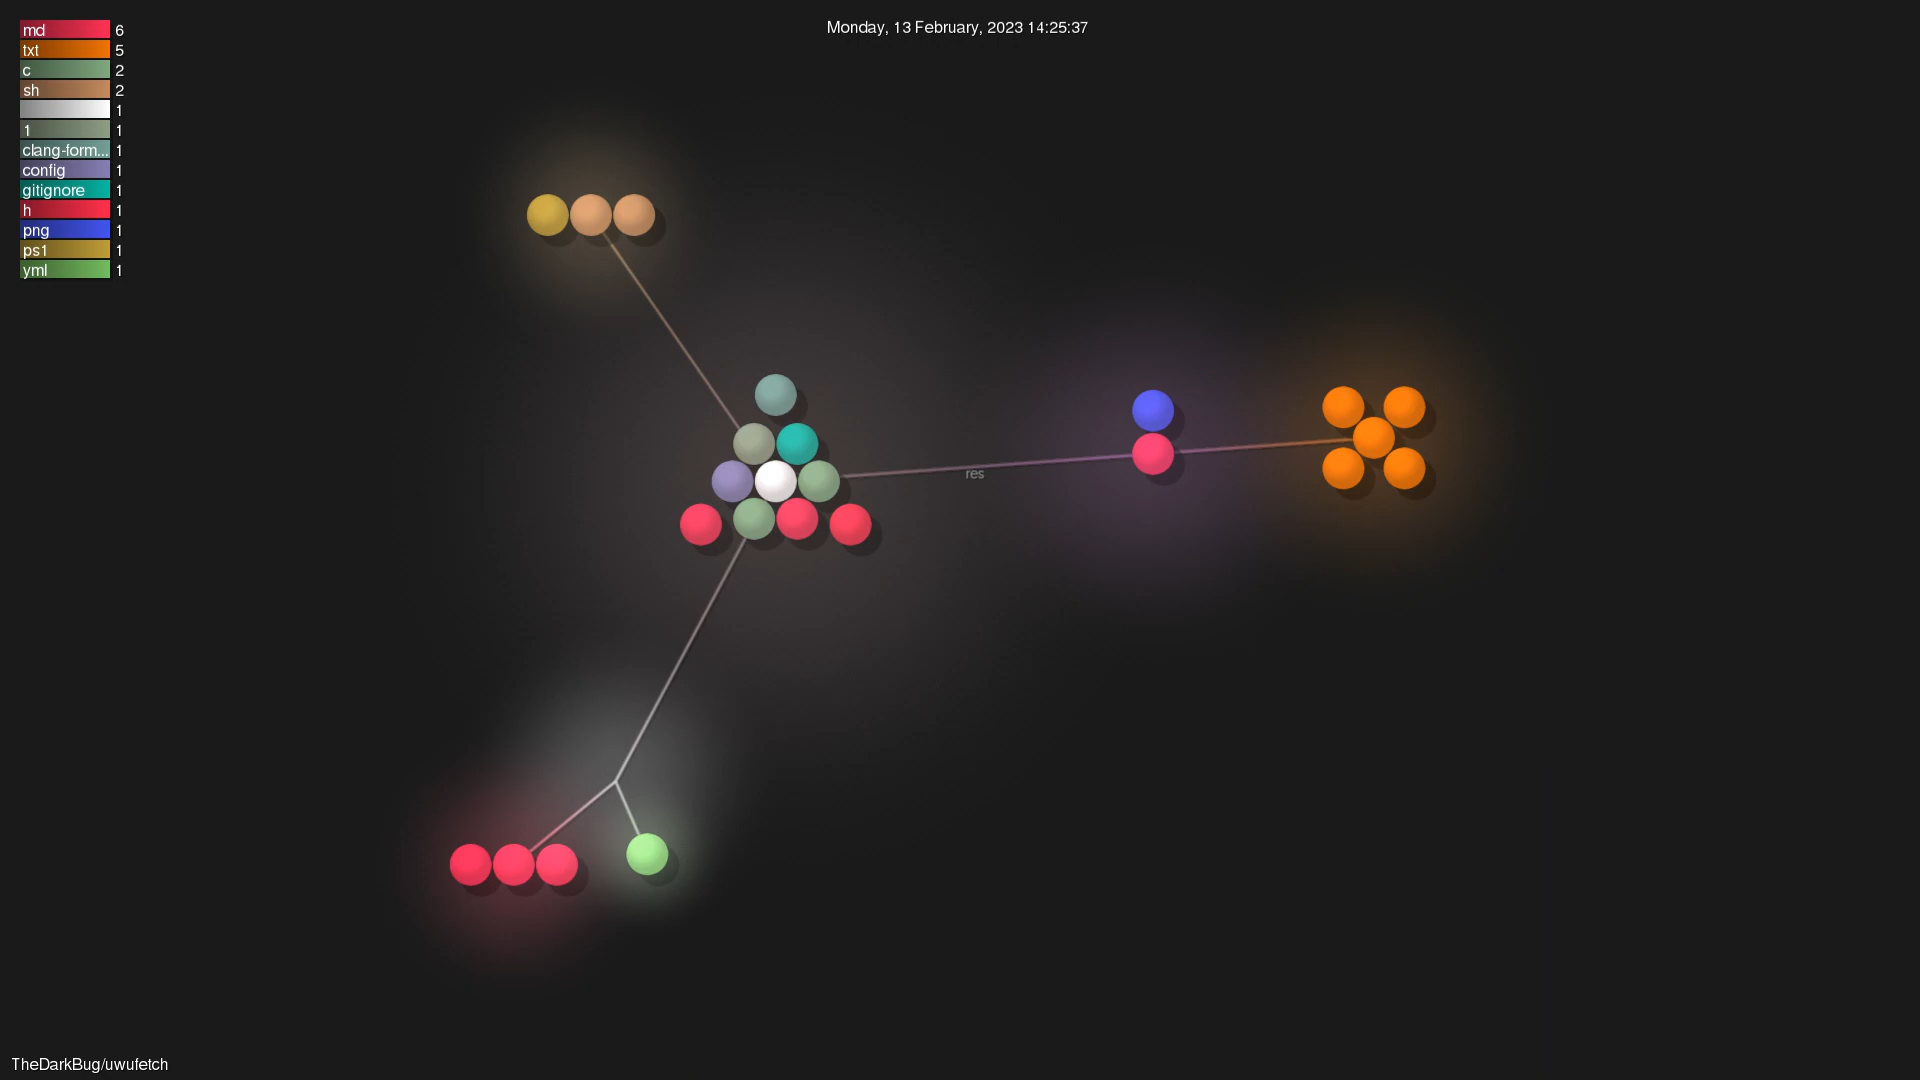 Monday, 13 February, 2023 14:25:37
md 6
txt 5
c 2
sh 2
1
1 1
clang-form... 1
config 1
gitignore 1
h 1
png 1
ps1 1
yml 1
res
TheDarkBug/uwufetch